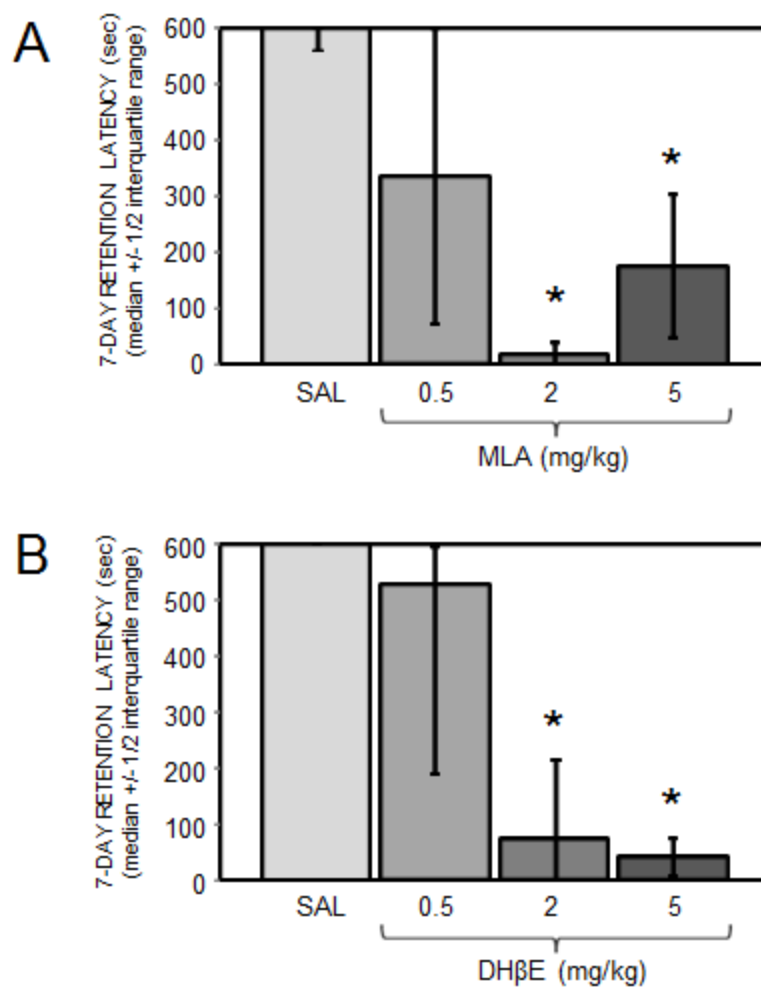 A
7-DAY RETENTION LATENCY (sec)
(median +/- 1/2 interquartile range)
600
500
400
300
200
100
0
*
*
SAL 0.5 2 5
MLA (mg/kg)
B
7-DAY RETENTION LATENCY (sec)
(median +/- 1/2 interquartile range)
600
500
400
300
200
100
0
*
*
SAL 0.5 2 5
DHβE (mg/kg)